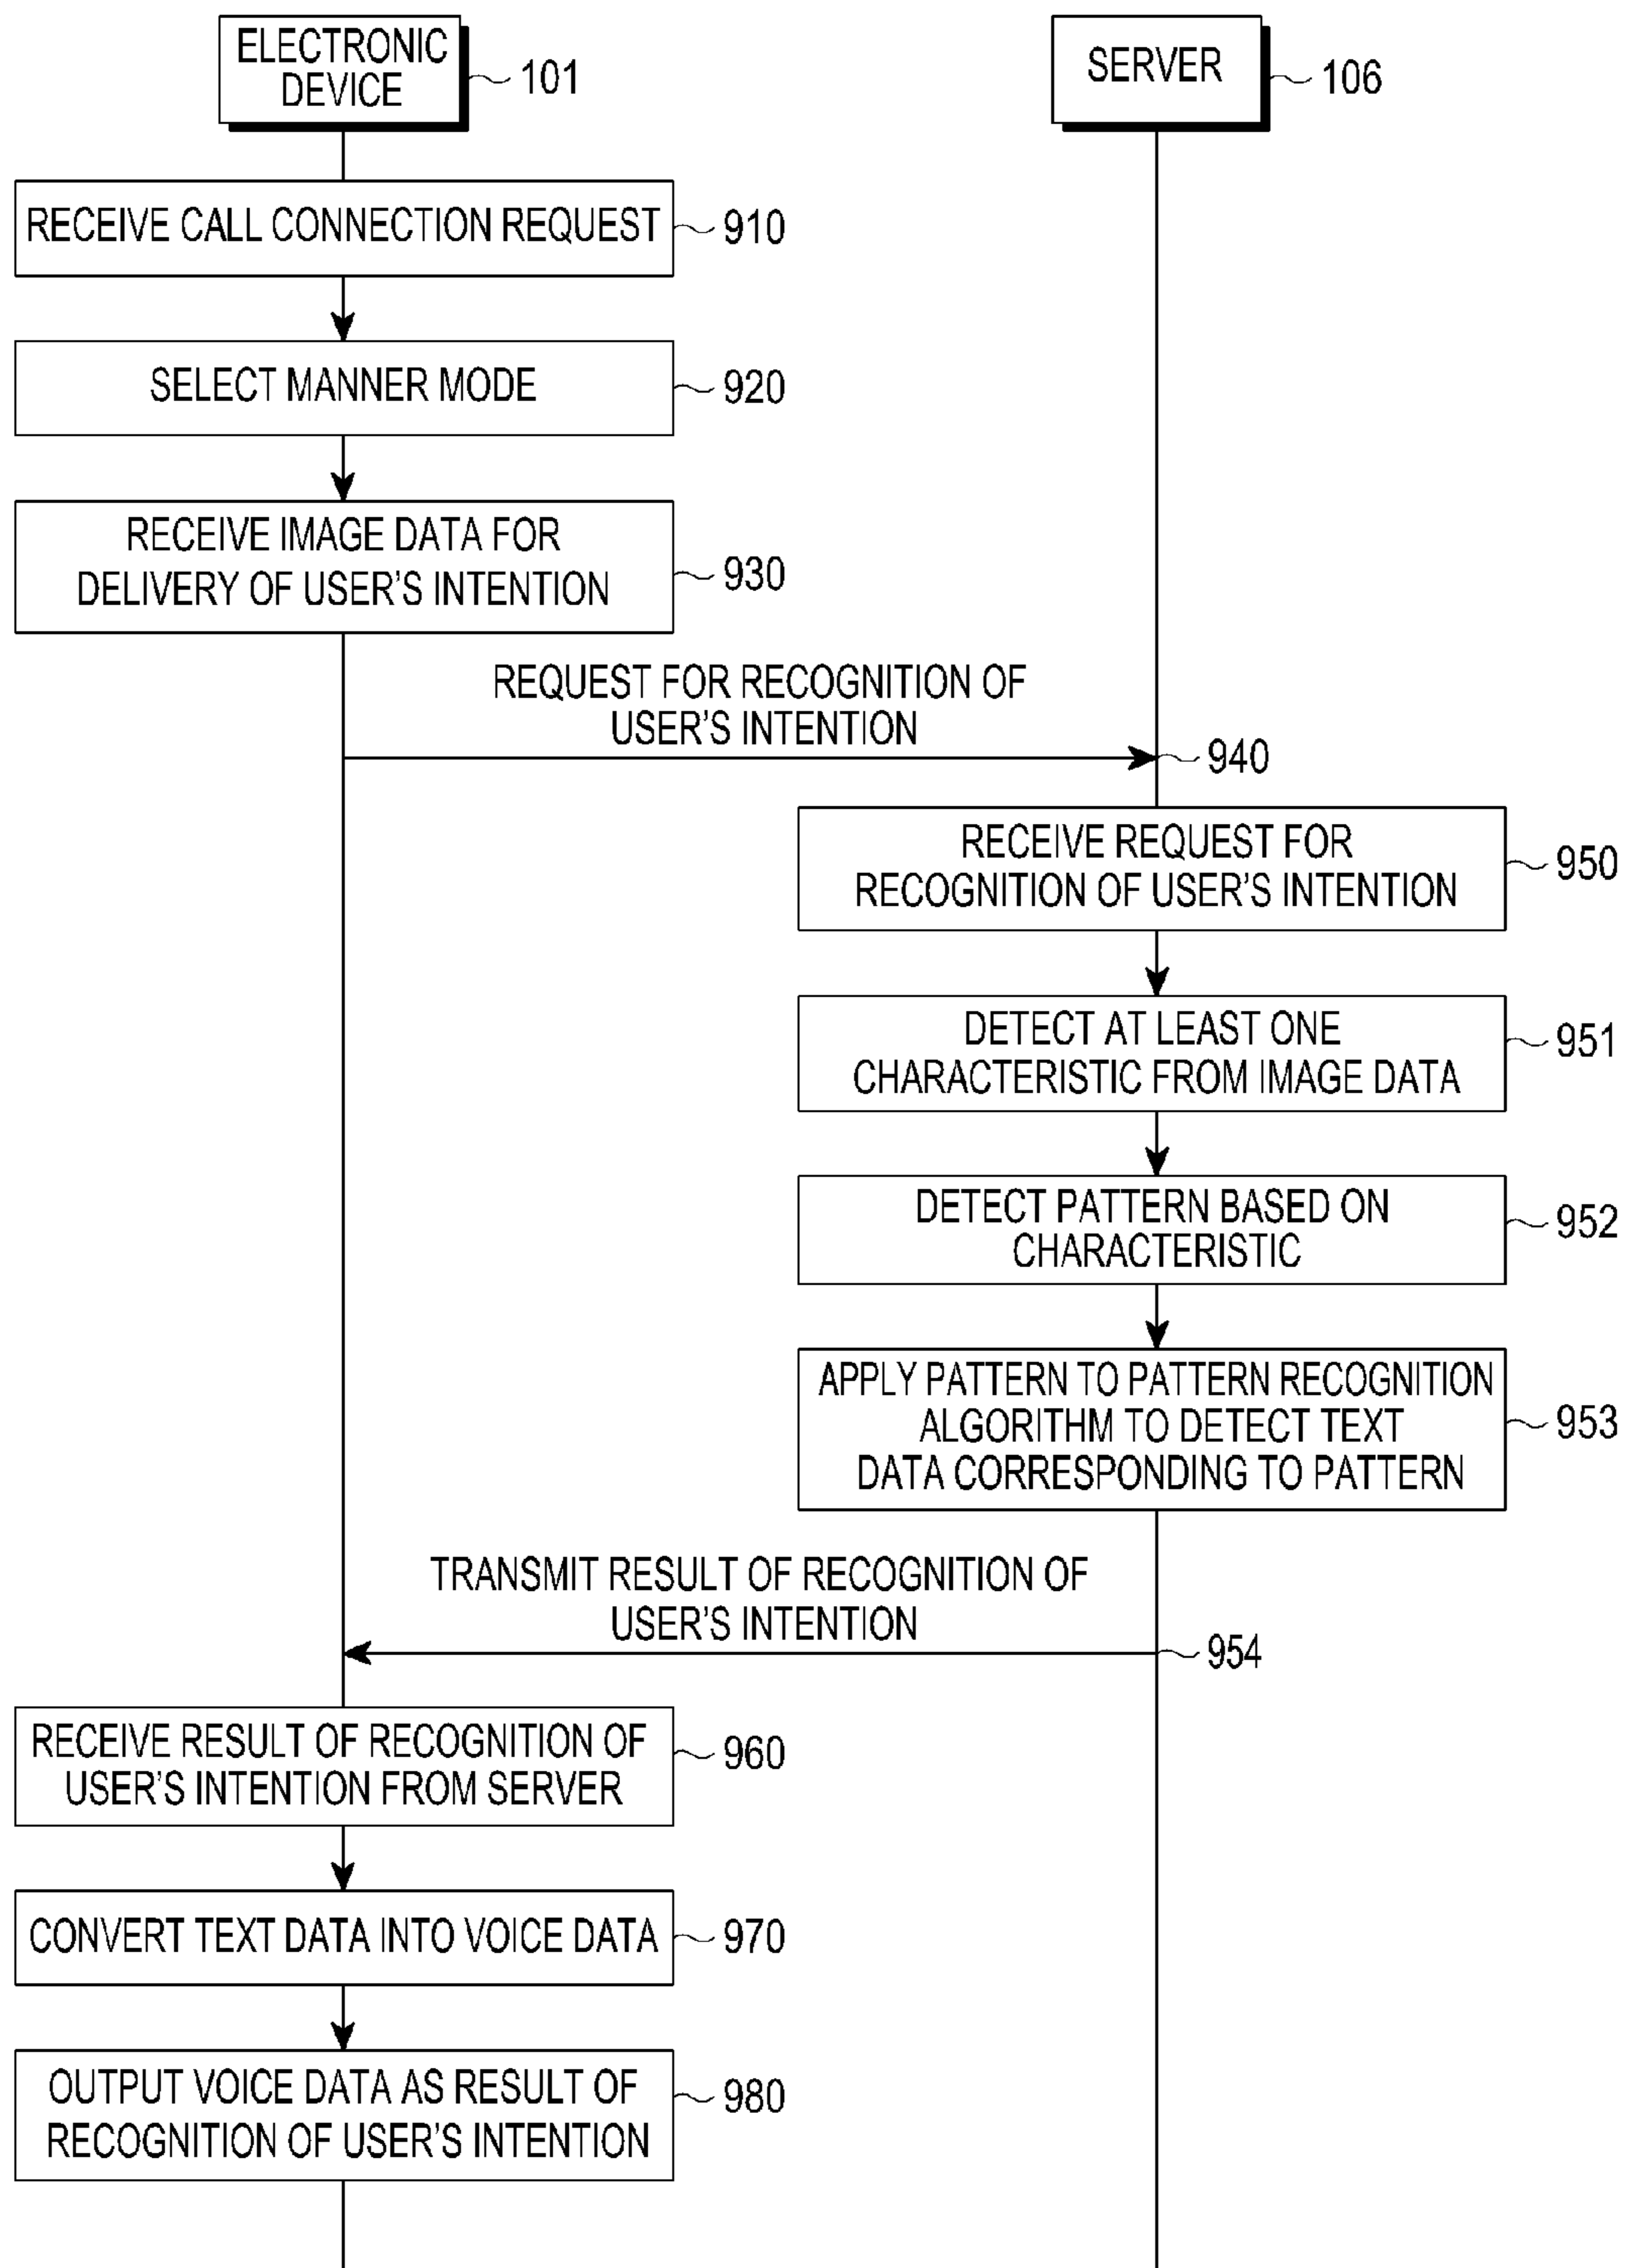 ELECTRONIC
DEVICE
101
SERVER
106
RECEIVE CALL CONNECTION REQUEST
910
SELECT MANNER MODE
920
RECEIVE IMAGE DATA FOR
DELIVERY OF USER'S INTENTION
930
REQUEST FOR RECOGNITION OF
USER'S INTENTION
940
RECEIVE REQUEST FOR
RECOGNITION OF USER'S INTENTION
950
DETECT AT LEAST ONE
CHARACTERISTIC FROM IMAGE DATA
951
DETECT PATTERN BASED ON
CHARACTERISTIC
952
APPLY PATTERN TO PATTERN RECOGNITION
ALGORITHM TO DETECT TEXT
DATA CORRESPONDING TO PATTERN
953
TRANSMIT RESULT OF RECOGNITION OF
USER'S INTENTION
954
RECEIVE RESULT OF RECOGNITION OF
USER'S INTENTION FROM SERVER
960
CONVERT TEXT DATA INTO VOICE DATA
970
OUTPUT VOICE DATA AS RESULT OF
RECOGNITION OF USER'S INTENTION
980